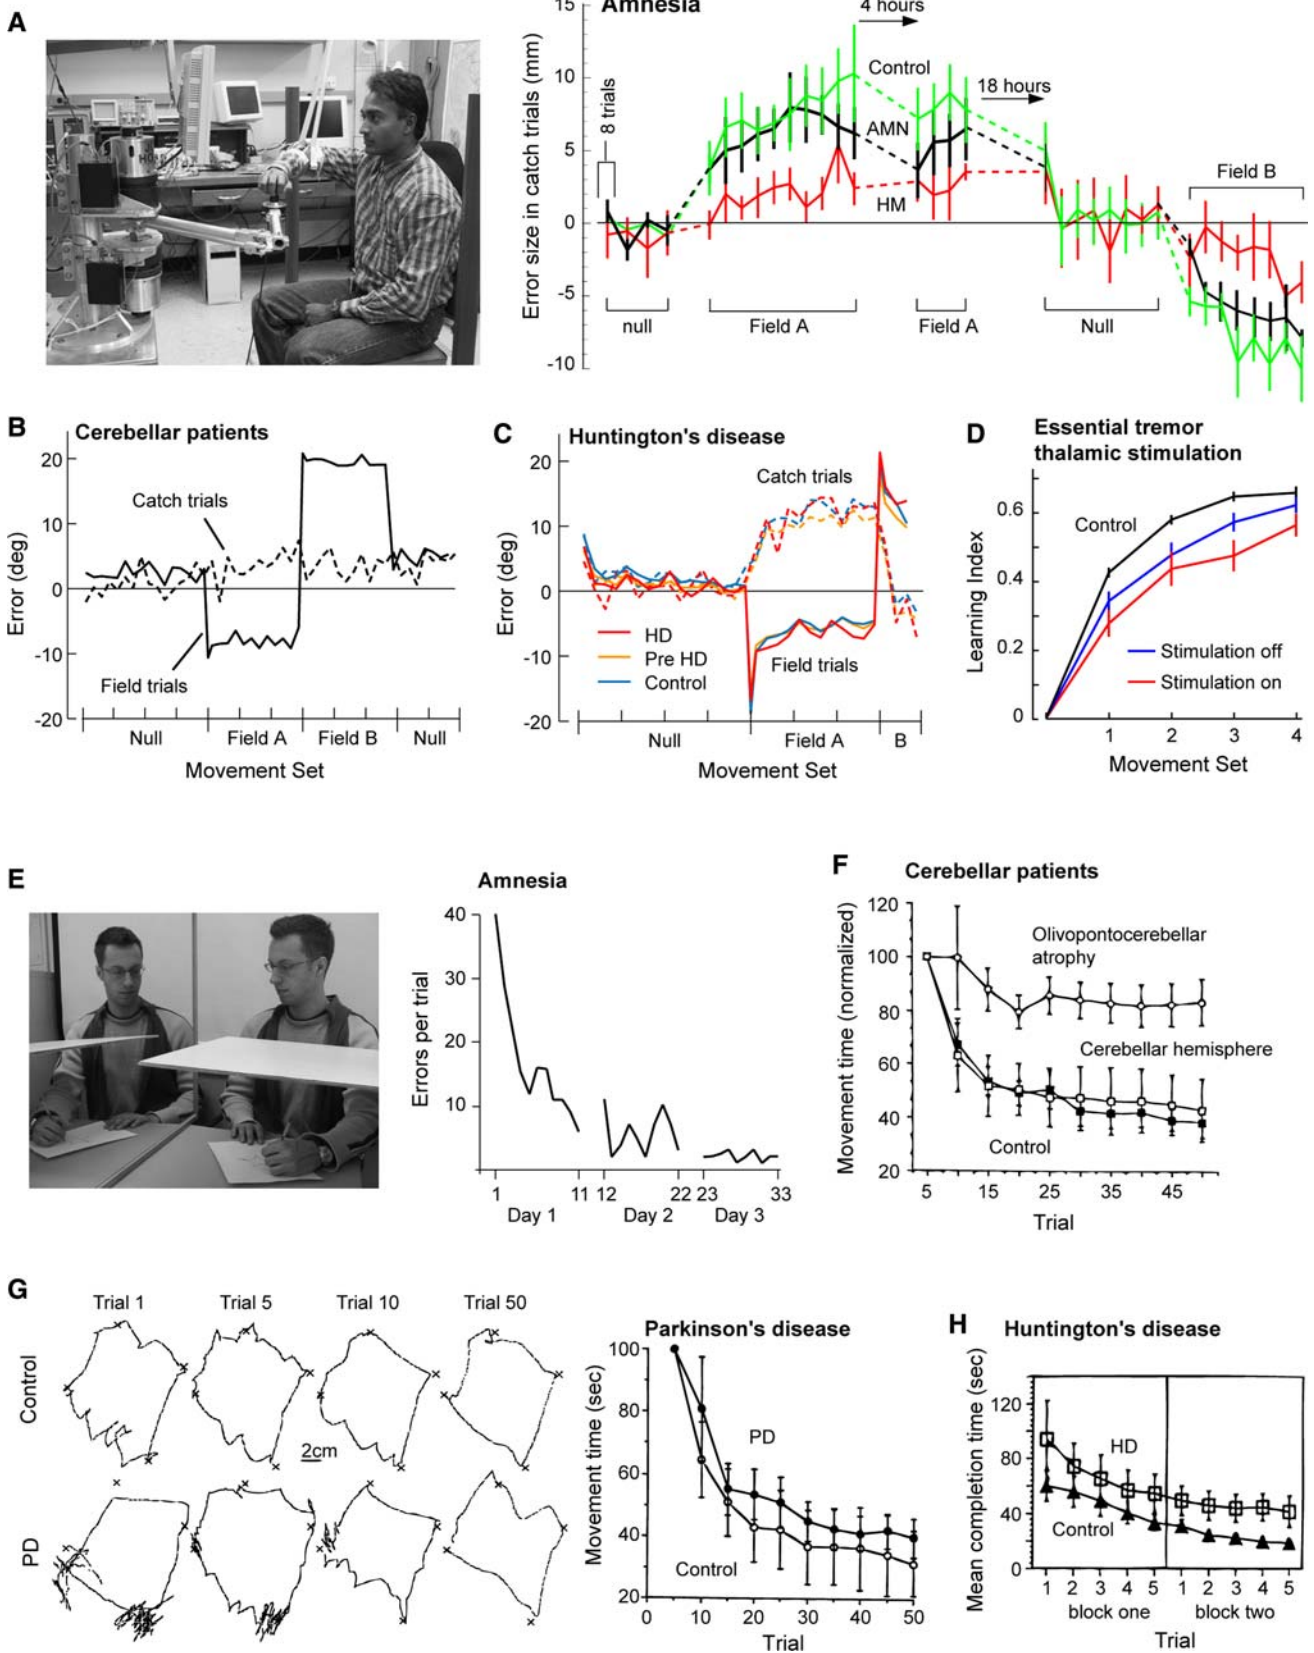 A
Amnesia
Error size in catch trials (mm)
15
10
5
0
-5
-10
8 trials
4 hours
18 hours
Control
AMN
HM
Field B
null
Field A
Field A
Null
B
Cerebellar patients
Error (deg)
20
10
0
-10
-20
Catch trials
Field trials
Null
Field A
Field B
Null
Movement Set
C
Huntington's disease
Error (deg)
20
10
0
-10
-20
Catch trials
HD
Pre HD
Control
Field trials
Null
Field A
B
Movement Set
D
Essential tremor
thalamic stimulation
Learning Index
0.6
0.4
0.2
0
Control
Stimulation off
Stimulation on
1 2 3 4
Movement Set
E
Amnesia
Errors per trial
40
30
20
10
1 11 12 22 23 33
Day 1 Day 2 Day 3
F
Cerebellar patients
Movement time (normalized)
120
100
80
60
40
20
Olivopontocerebellar
atrophy
Cerebellar hemisphere
Control
5 15 25 35 45
Trial
G
Trial 1 Trial 5 Trial 10 Trial 50
Control
2cm
PD
Parkinson's disease
Movement time (sec)
100
80
60
40
20
PD
Control
0 10 20 30 40 50
Trial
H
Huntington's disease
Mean completion time (sec)
120
80
40
0
HD
Control
1 2 3 4 5 1 2 3 4 5
block one block two
Trial